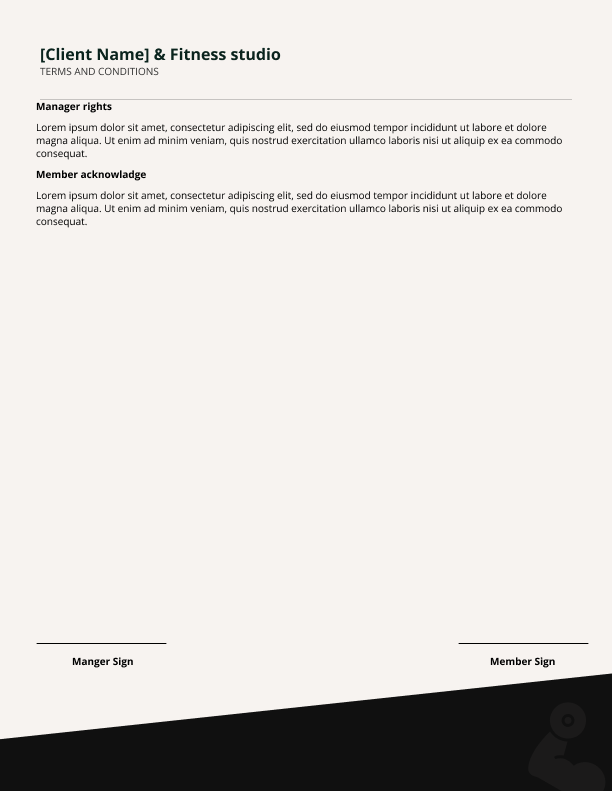 [Client Name] & Fitness studio
TERMS AND CONDITIONS
Manager rights
Lorem ipsum dolor sit amet, consectetur adipiscing elit, sed do eiusmod tempor incididunt ut labore et dolore
magna aliqua. Ut enim ad minim veniam, quis nostrud exercitation ullamco laboris nisi ut aliquip ex ea commodo
consequat.
Member acknowladge
Lorem ipsum dolor sit amet, consectetur adipiscing elit, sed do eiusmod tempor incididunt ut labore et dolore
magna aliqua. Ut enim ad minim veniam, quis nostrud exercitation ullamco laboris nisi ut aliquip ex ea commodo
consequat.
Manger Sign
Member Sign